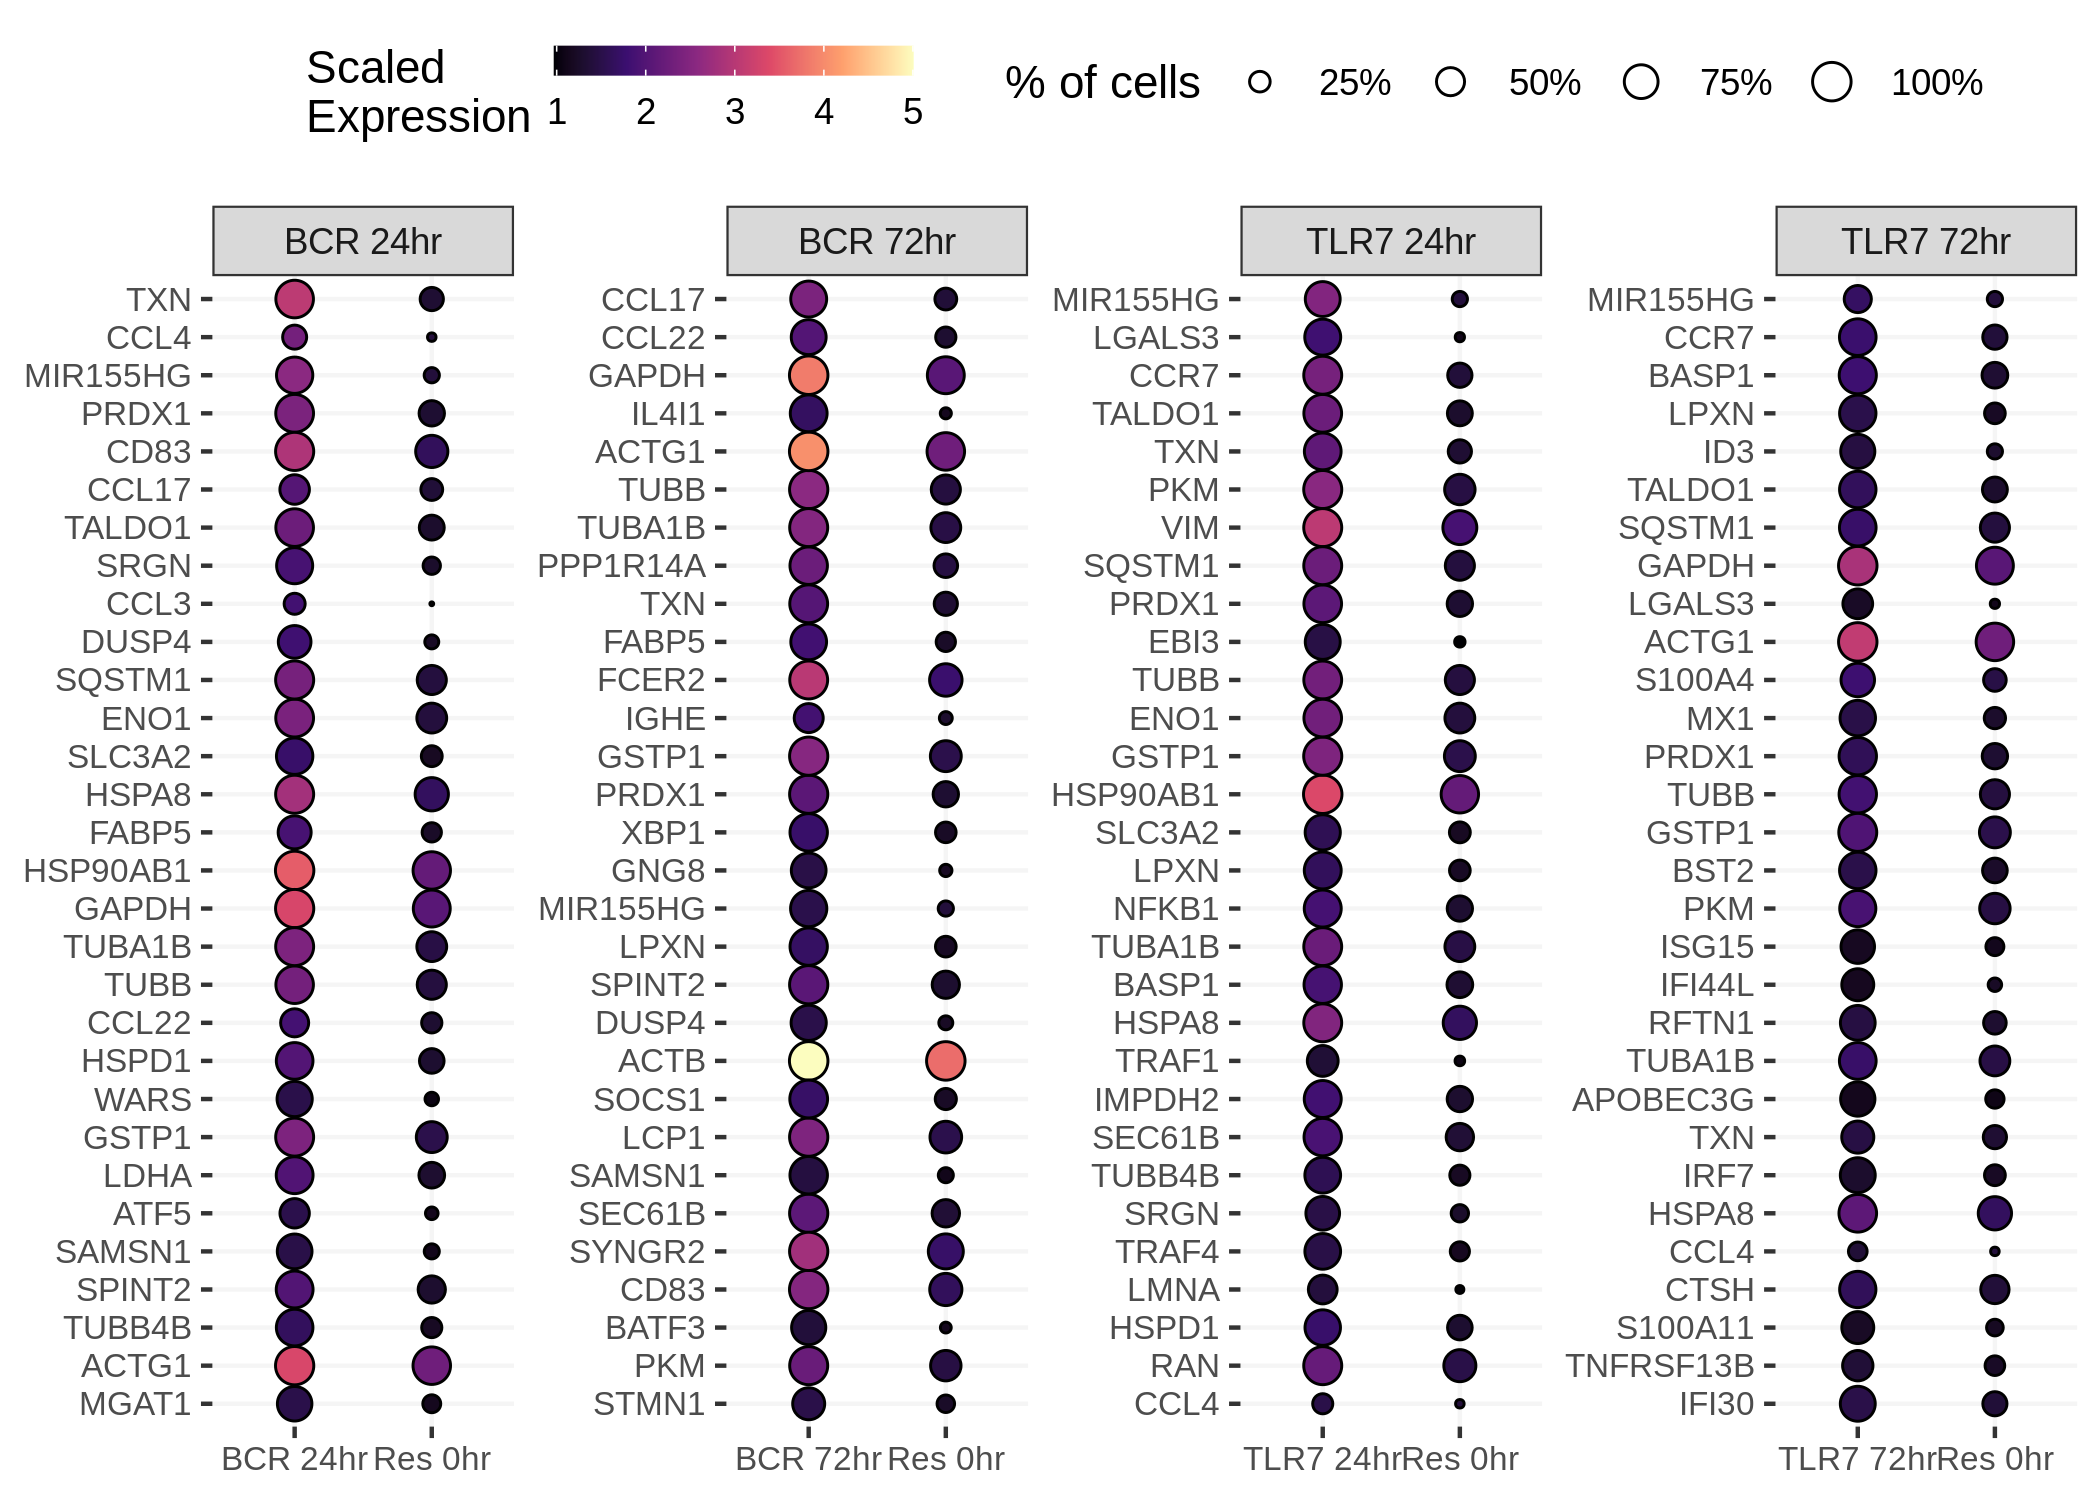 Scaled
Expression
1 2 3 4 5
% of cells 25% 50% 75% 100%
BCR 24hr
TXN
CCL4
MIR155HG
PRDX1
CD83
CCL17
TALDO1
SRGN
CCL3
DUSP4
SQSTM1
ENO1
SLC3A2
HSPA8
FABP5
HSP90AB1
GAPDH
TUBA1B
TUBB
CCL22
HSPD1
WARS
GSTP1
LDHA
ATF5
SAMSN1
SPINT2
TUBB4B
ACTG1
MGAT1
BCR 24hr Res 0hr
BCR 72hr
CCL17
CCL22
GAPDH
IL4I1
ACTG1
TUBB
TUBA1B
PPP1R14A
TXN
FABP5
FCER2
IGHE
GSTP1
PRDX1
XBP1
GNG8
MIR155HG
LPXN
SPINT2
DUSP4
ACTB
SOCS1
LCP1
SAMSN1
SEC61B
SYNGR2
CD83
BATF3
PKM
STMN1
BCR 72hr Res 0hr
TLR7 24hr
MIR155HG
LGALS3
CCR7
TALDO1
TXN
PKM
VIM
SQSTM1
PRDX1
EBI3
TUBB
ENO1
GSTP1
HSP90AB1
SLC3A2
LPXN
NFKB1
TUBA1B
BASP1
HSPA8
TRAF1
IMPDH2
SEC61B
TUBB4B
SRGN
TRAF4
LMNA
HSPD1
RAN
CCL4
TLR7 24hr Res 0hr
TLR7 72hr
MIR155HG
CCR7
BASP1
LPXN
ID3
TALDO1
SQSTM1
GAPDH
LGALS3
ACTG1
S100A4
MX1
PRDX1
TUBB
GSTP1
BST2
PKM
ISG15
IFI44L
RFTN1
TUBA1B
APOBEC3G
TXN
IRF7
HSPA8
CCL4
CTSH
S100A11
TNFRSF13B
IFI30
TLR7 72hr Res 0hr